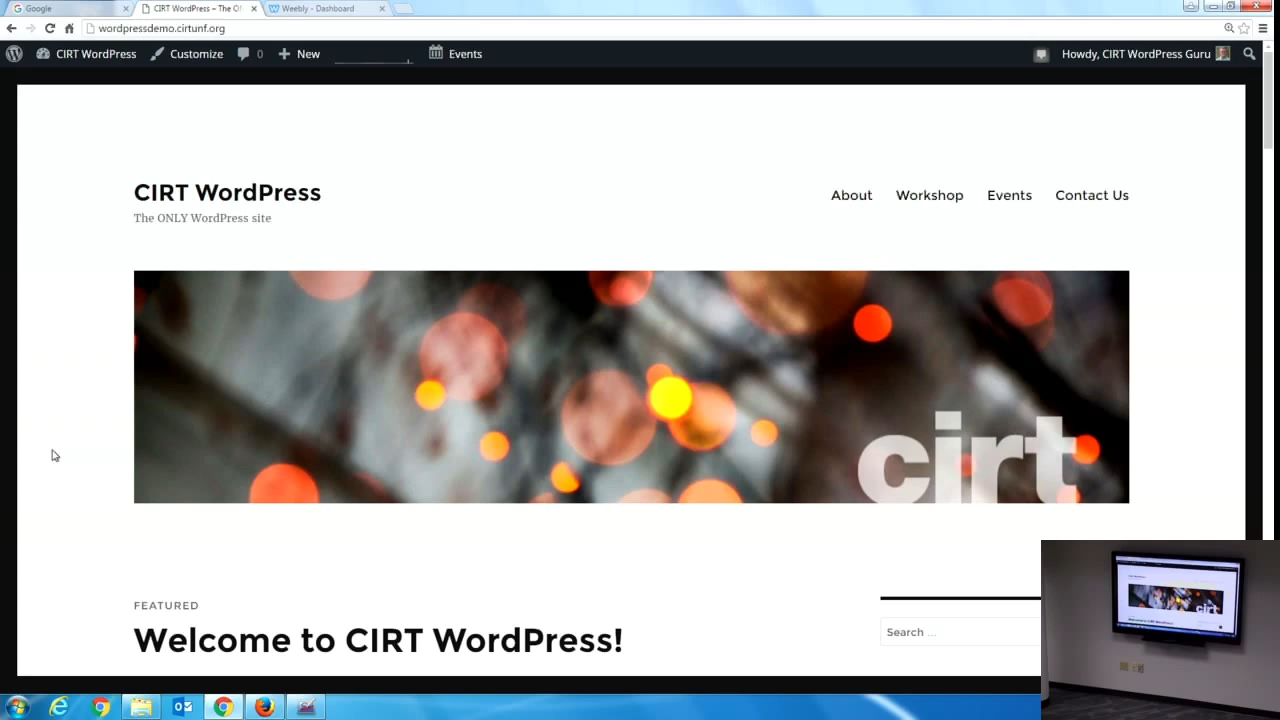 Google
CIRT WordPress – The O
Weebly - Dashboard
wordpressdemo.cirtunf.org
CIRT WordPress
Customize
0
New
Events
Howdy, CIRT WordPress Guru
CIRT WordPress
The ONLY WordPress site
About
Workshop
Events
Contact Us
cirt
FEATURED
Welcome to CIRT WordPress!
Search ...
cirt